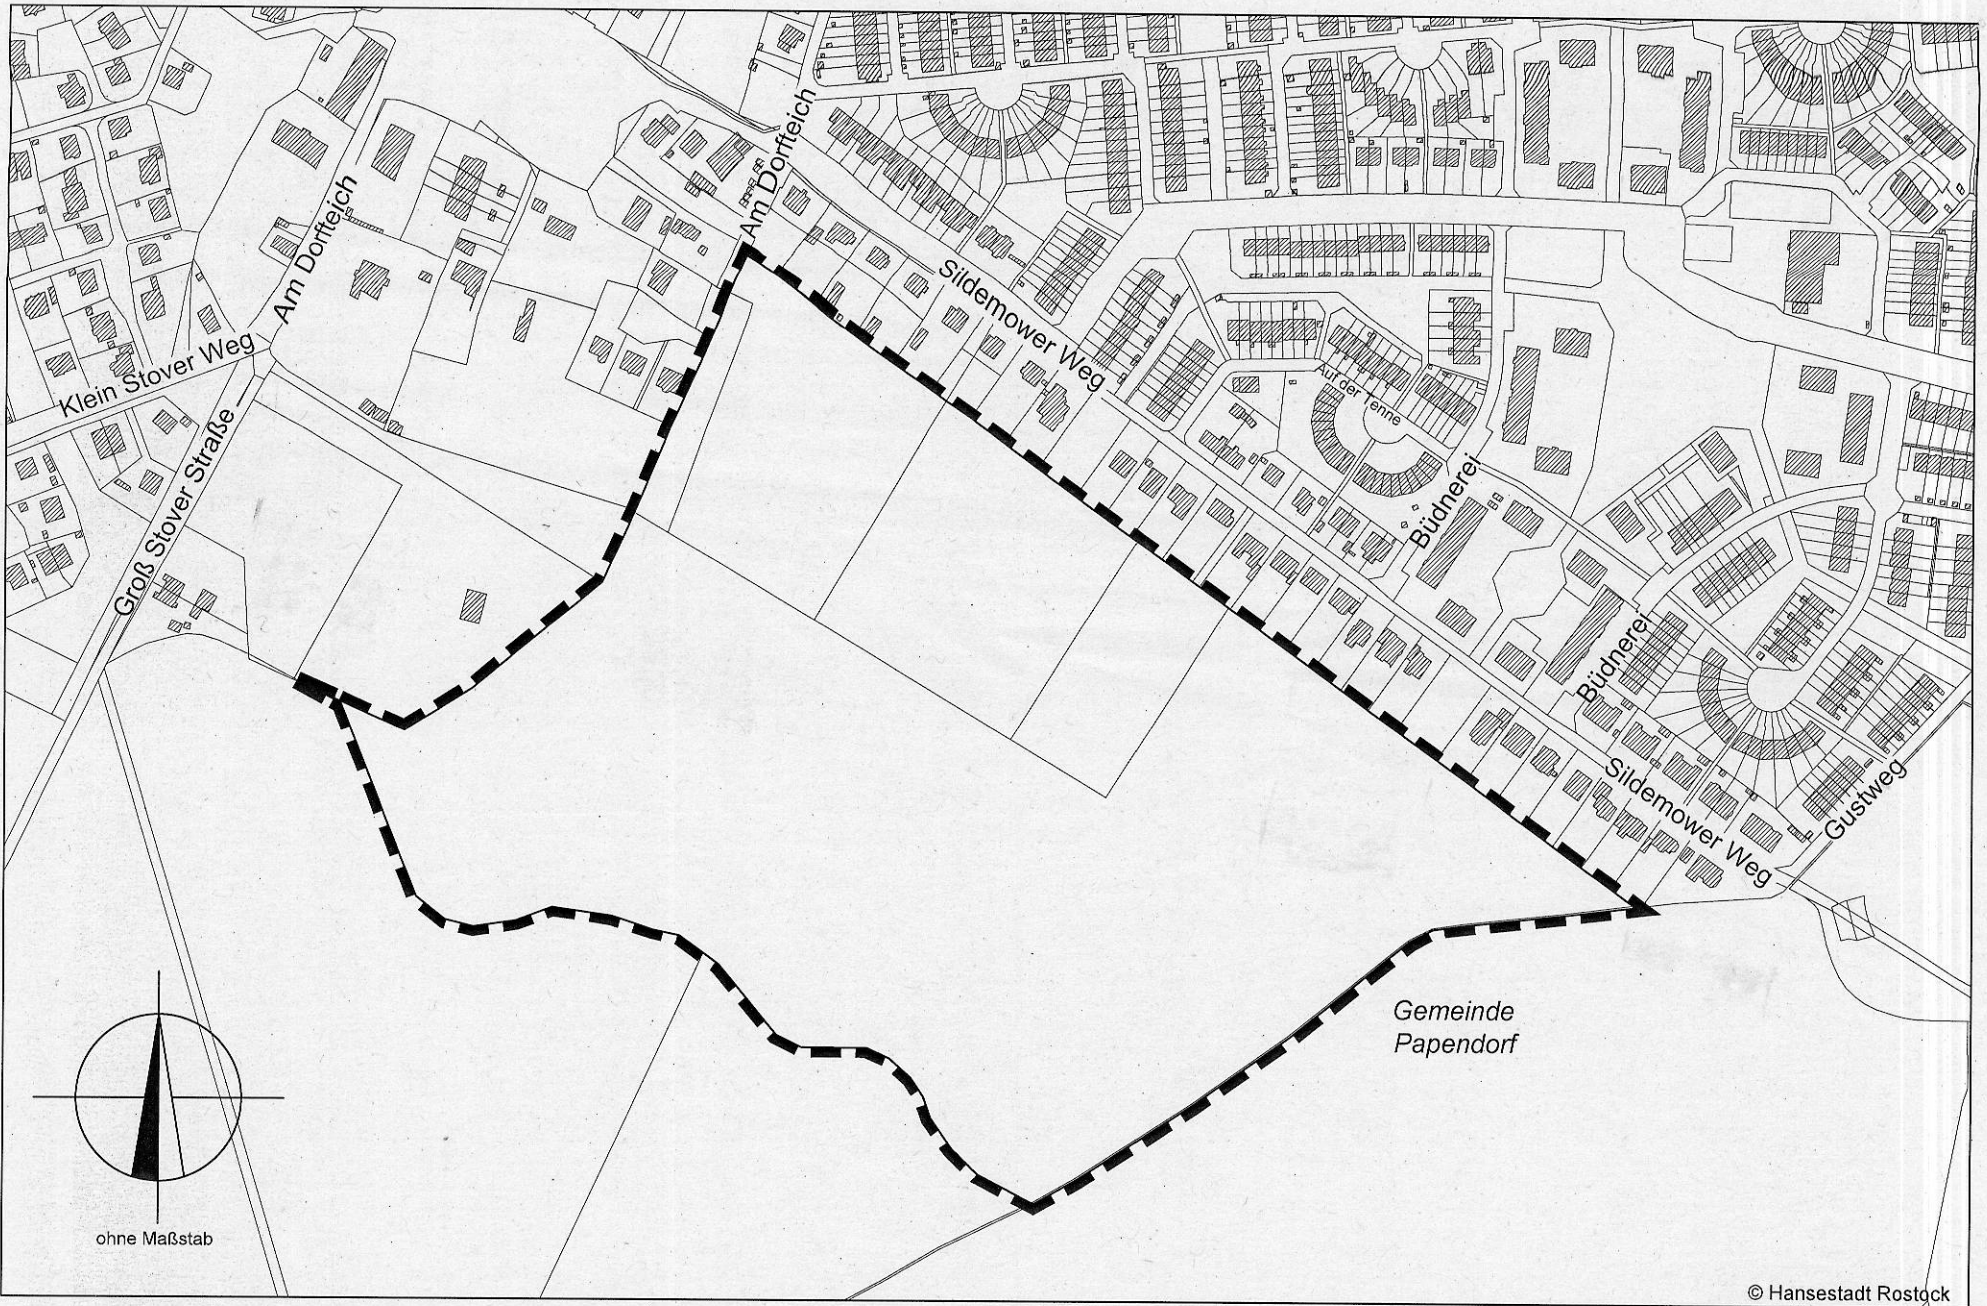 Am Dorfteich
Am Dorfteich
Klein Stover Weg
Groß Stover Straße
Sildemower Weg
Auf der Tenne
Büdnerei
Büdnerei
Sildemower Weg
Gustweg
Gemeinde
Papendorf
ohne Maßstab
© Hansestadt Rostock